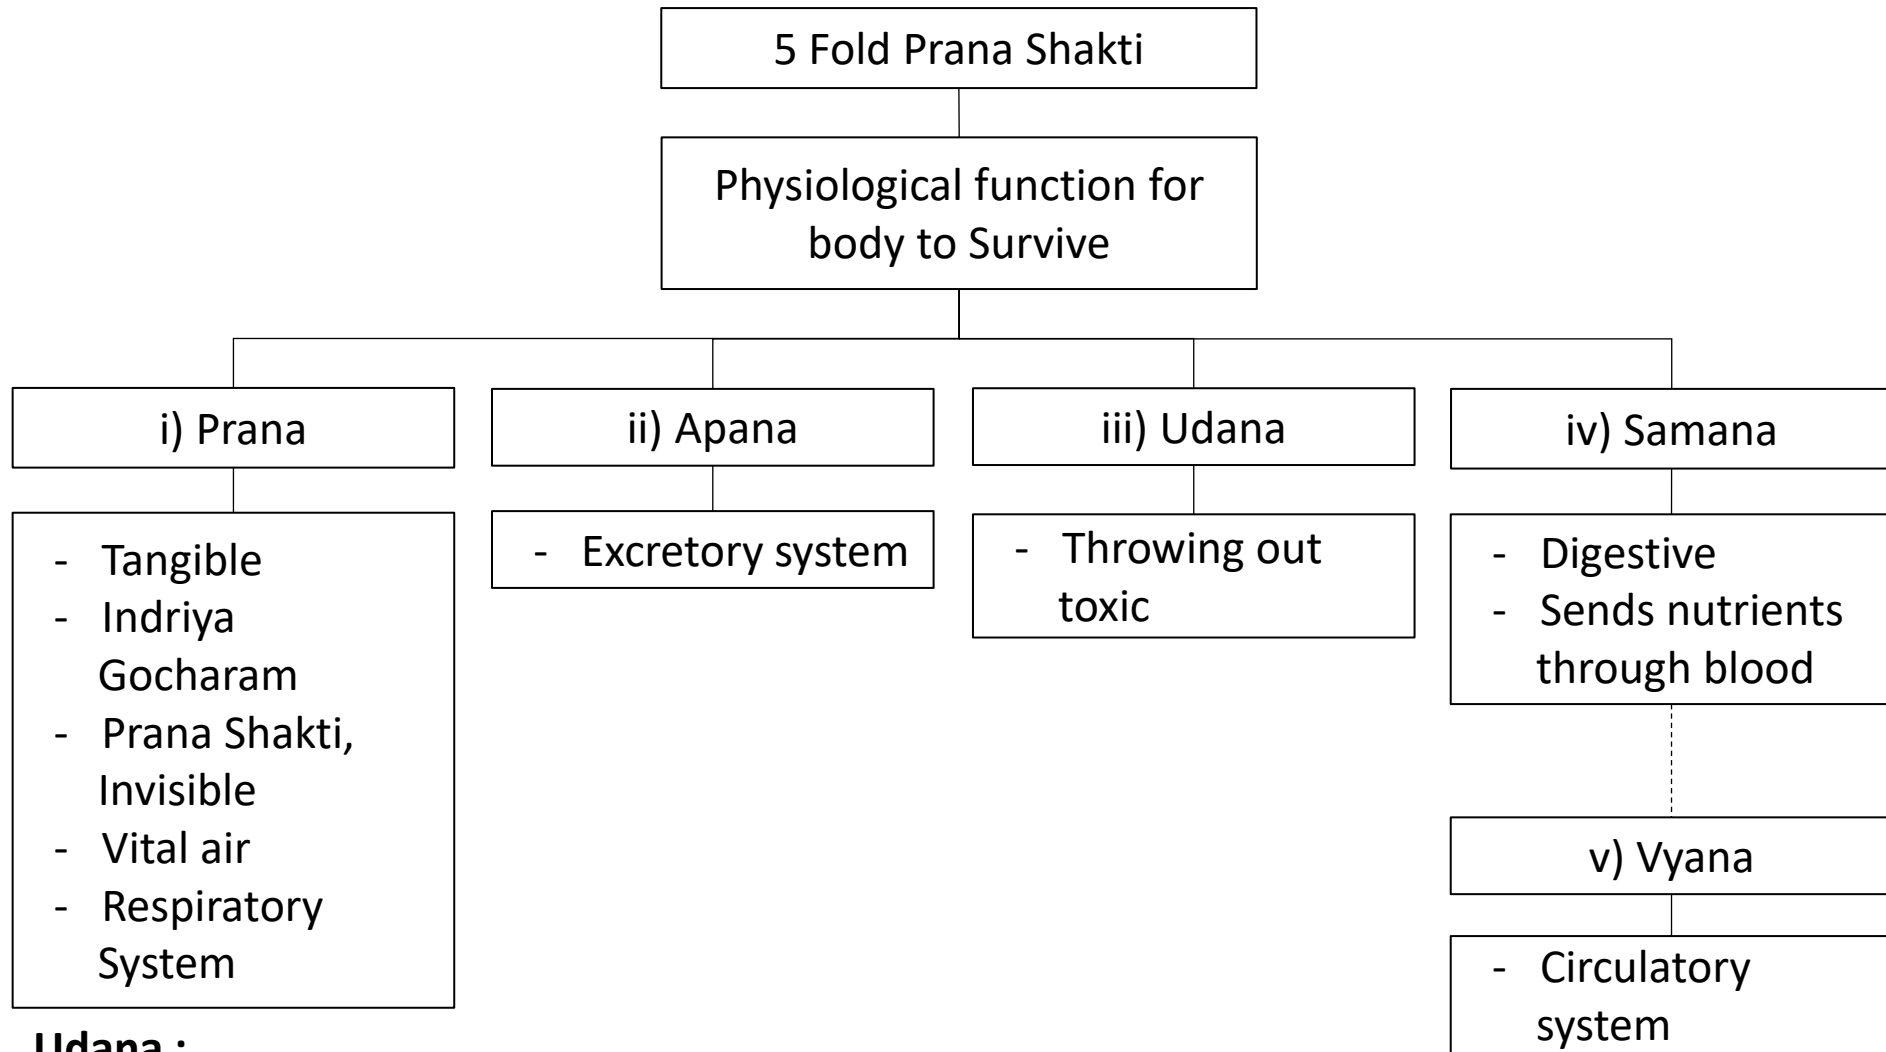 5 Fold Prana Shakti
Physiological function for
body to Survive
i) Prana
ii) Apana
iii) Udana
iv) Samana
- Tangible
- Indriya
Gocharam
- Prana Shakti,
Invisible
- Vital air
- Respiratory
System
- Excretory system
- Throwing out
toxic
- Digestive
- Sends nutrients
through blood
v) Vyana
- Circulatory
system
Udana :